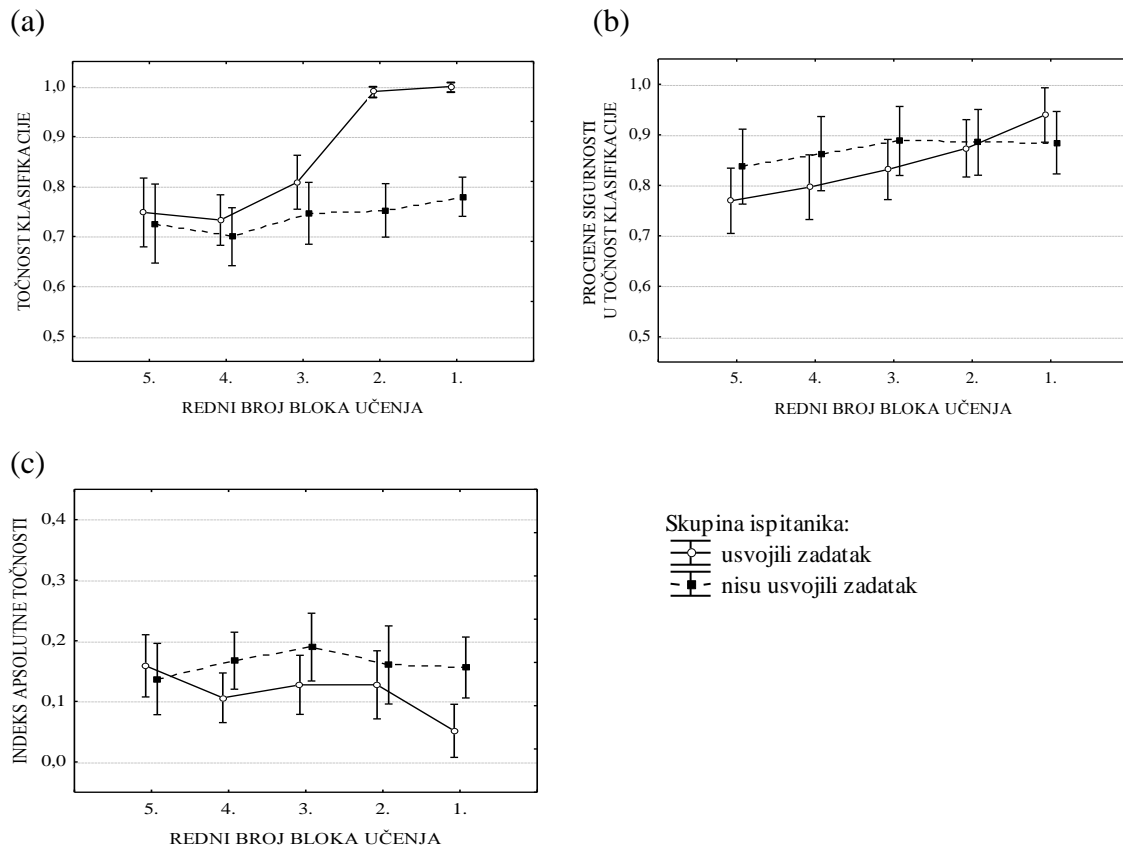 (a)
TOČNOST KLASIFIKACIJE
1,0
0,9
0,8
0,7
0,6
0,5
5. 4. 3. 2. 1.
REDNI BROJ BLOKA UČENJA
(b)
PROCJENE SIGURNOSTI
U TOČNOST KLASIFIKACIJE
1,0
0,9
0,8
0,7
0,6
0,5
5. 4. 3. 2. 1.
REDNI BROJ BLOKA UČENJA
(c)
INDEKS APSOLUTNE TOČNOSTI
0,4
0,3
0,2
0,1
0,0
5. 4. 3. 2. 1.
REDNI BROJ BLOKA UČENJA
Skupina ispitanika:
usvojili zadatak
nisu usvojili zadatak